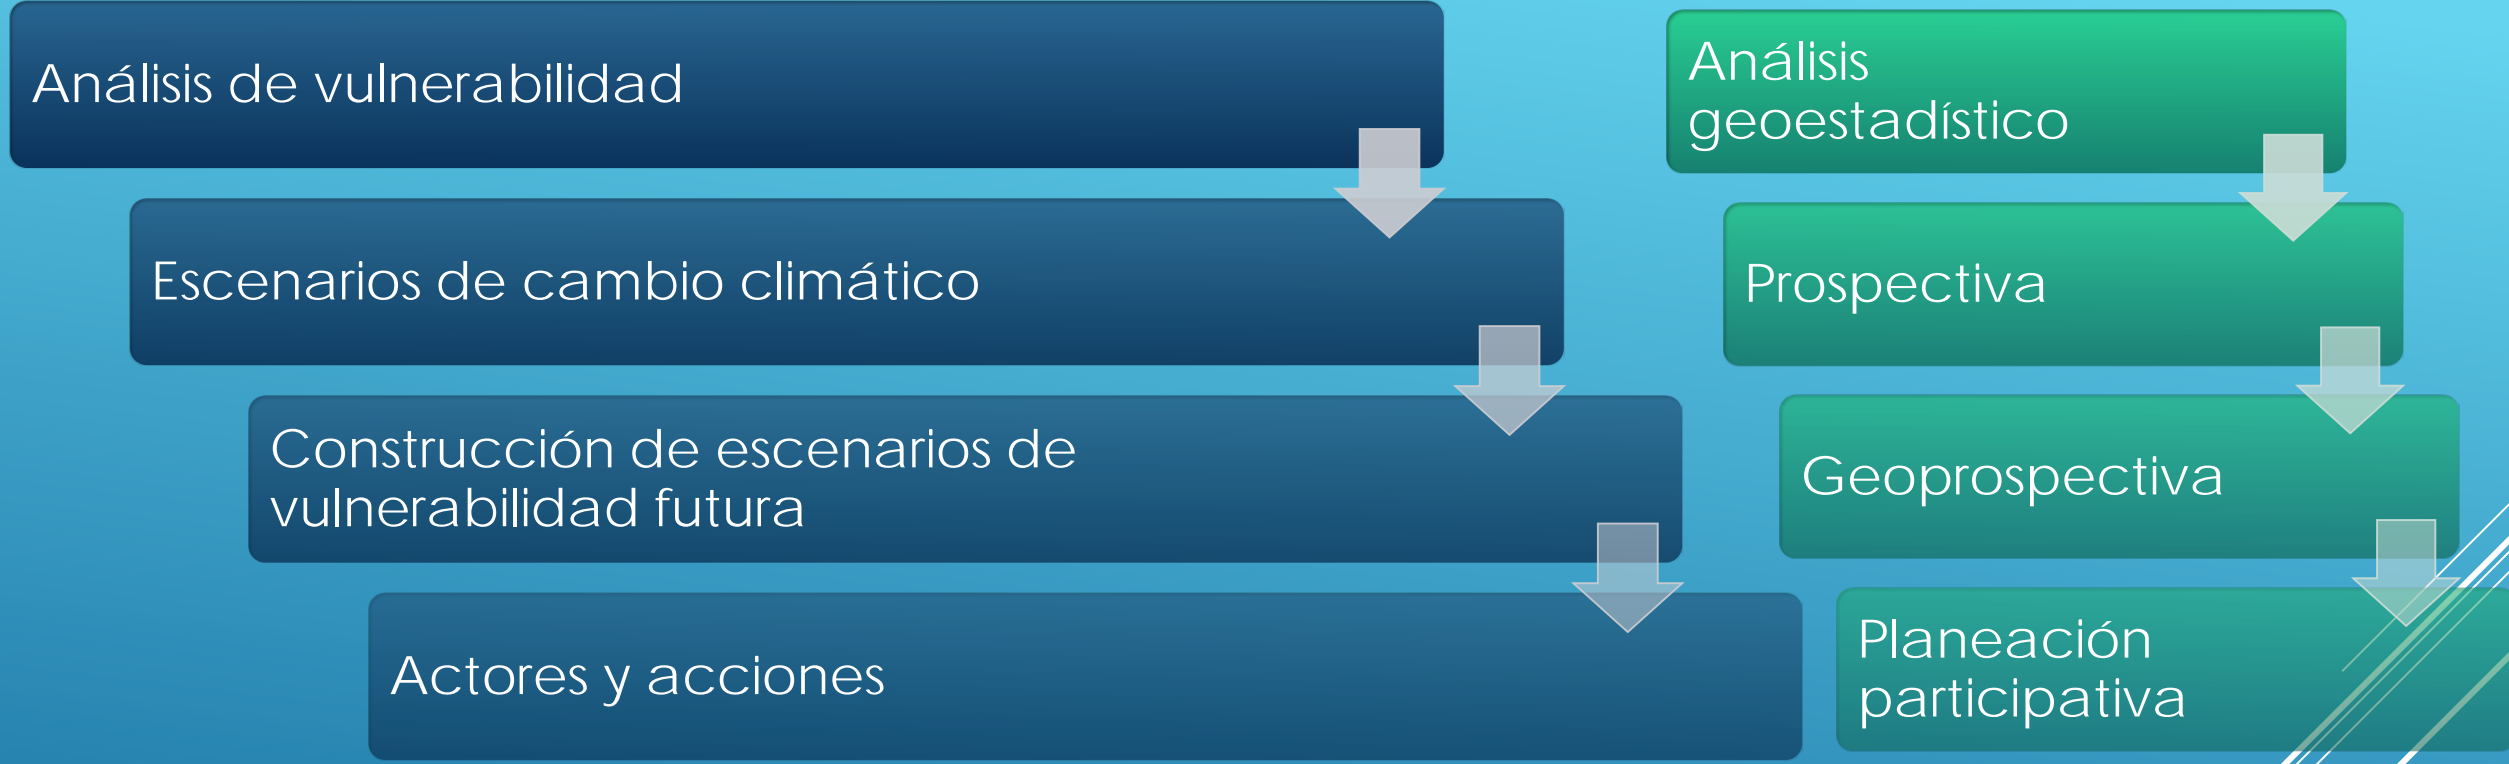 Análisis de vulnerabilidad
Escenarios de cambio climático
Construcción de escenarios de
vulnerabilidad futura
Actores y acciones
Análisis
geoestadístico
Prospectiva
Geoprospectiva
Planeación
participativa